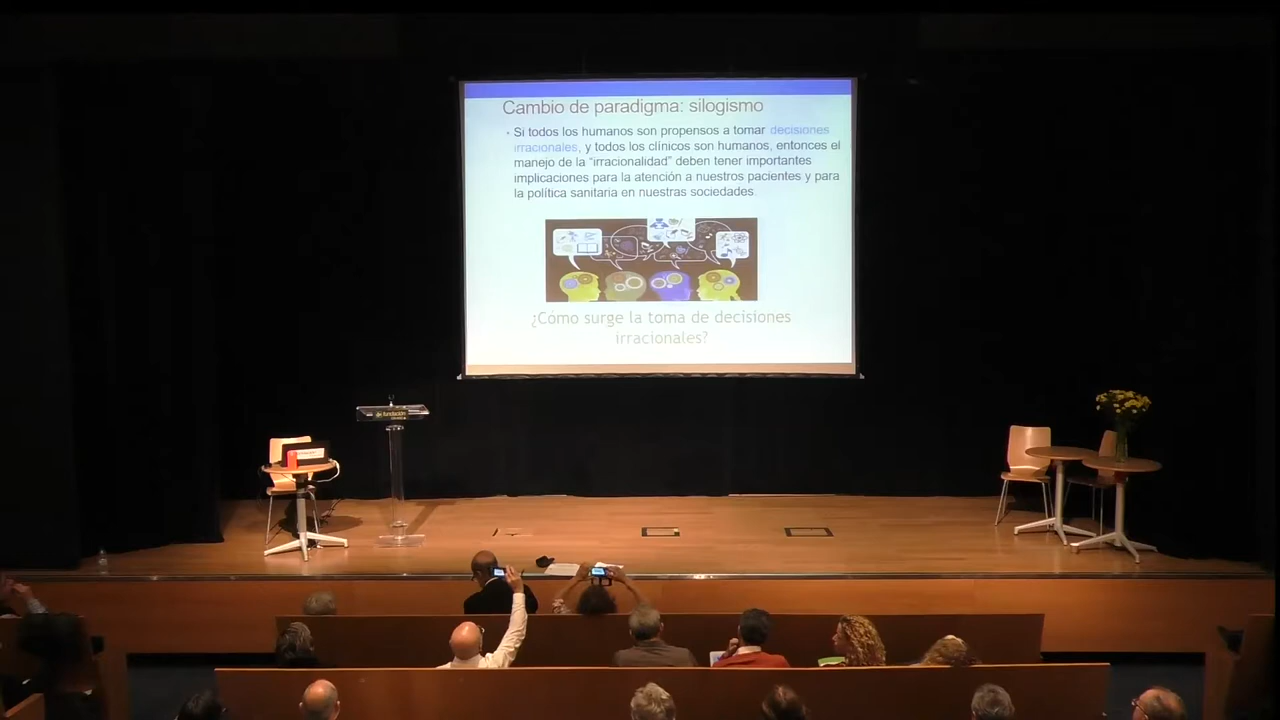 Cambio de paradigma: silogismo
Si todos los humanos son propensos a tomar decisiones
irracionales, y todos los clínicos son humanos, entonces el
manejo de la “irracionalidad” deben tener importantes
implicaciones para la atención a nuestros pacientes y para
la política sanitaria en nuestras sociedades.
¿Cómo surge la toma de decisiones
irracionales?
fundación